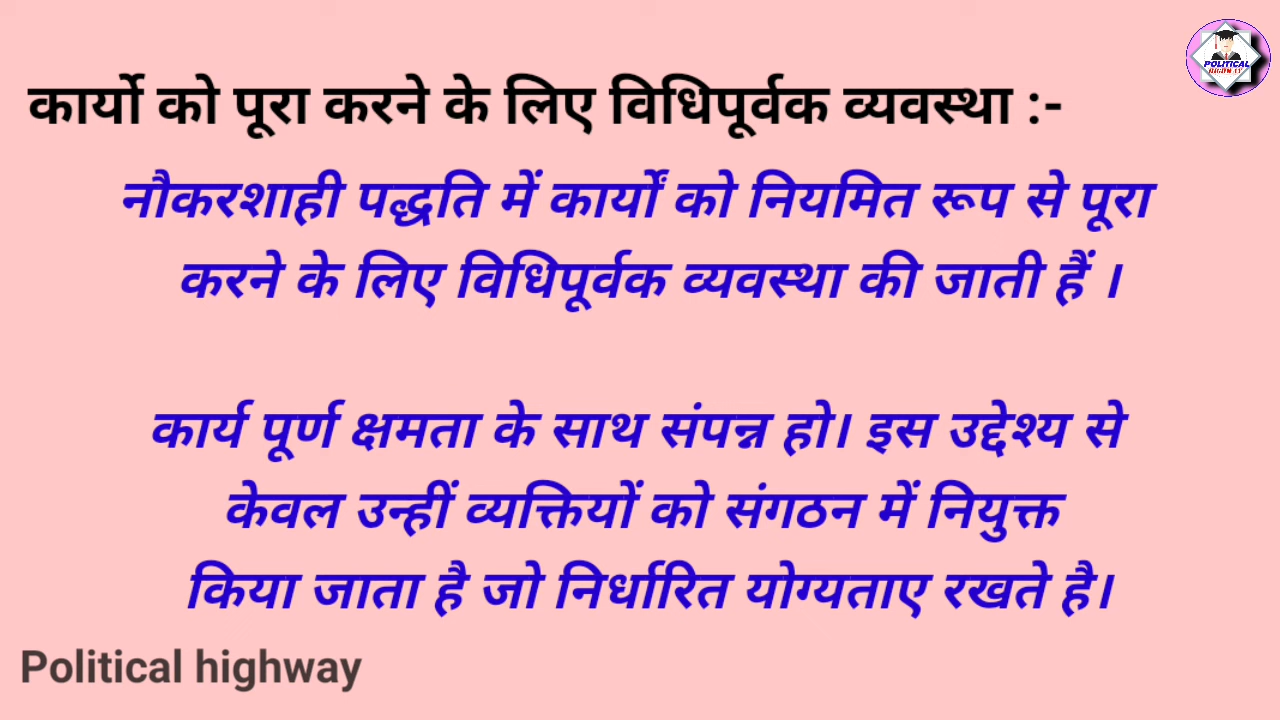 कार्यो को पूरा करने के लिए विधिपूर्वक व्यवस्था :-
नौकरशाही पद्धति में कार्यों को नियमित रूप से पूरा
करने के लिए विधिपूर्वक व्यवस्था की जाती हैं ।
कार्य पूर्ण क्षमता के साथ संपन्न हो। इस उद्देश्य से
केवल उन्हीं व्यक्तियों को संगठन में नियुक्त
किया जाता है जो निर्धारित योग्यताए रखते है।
Political highway
POLITICAL